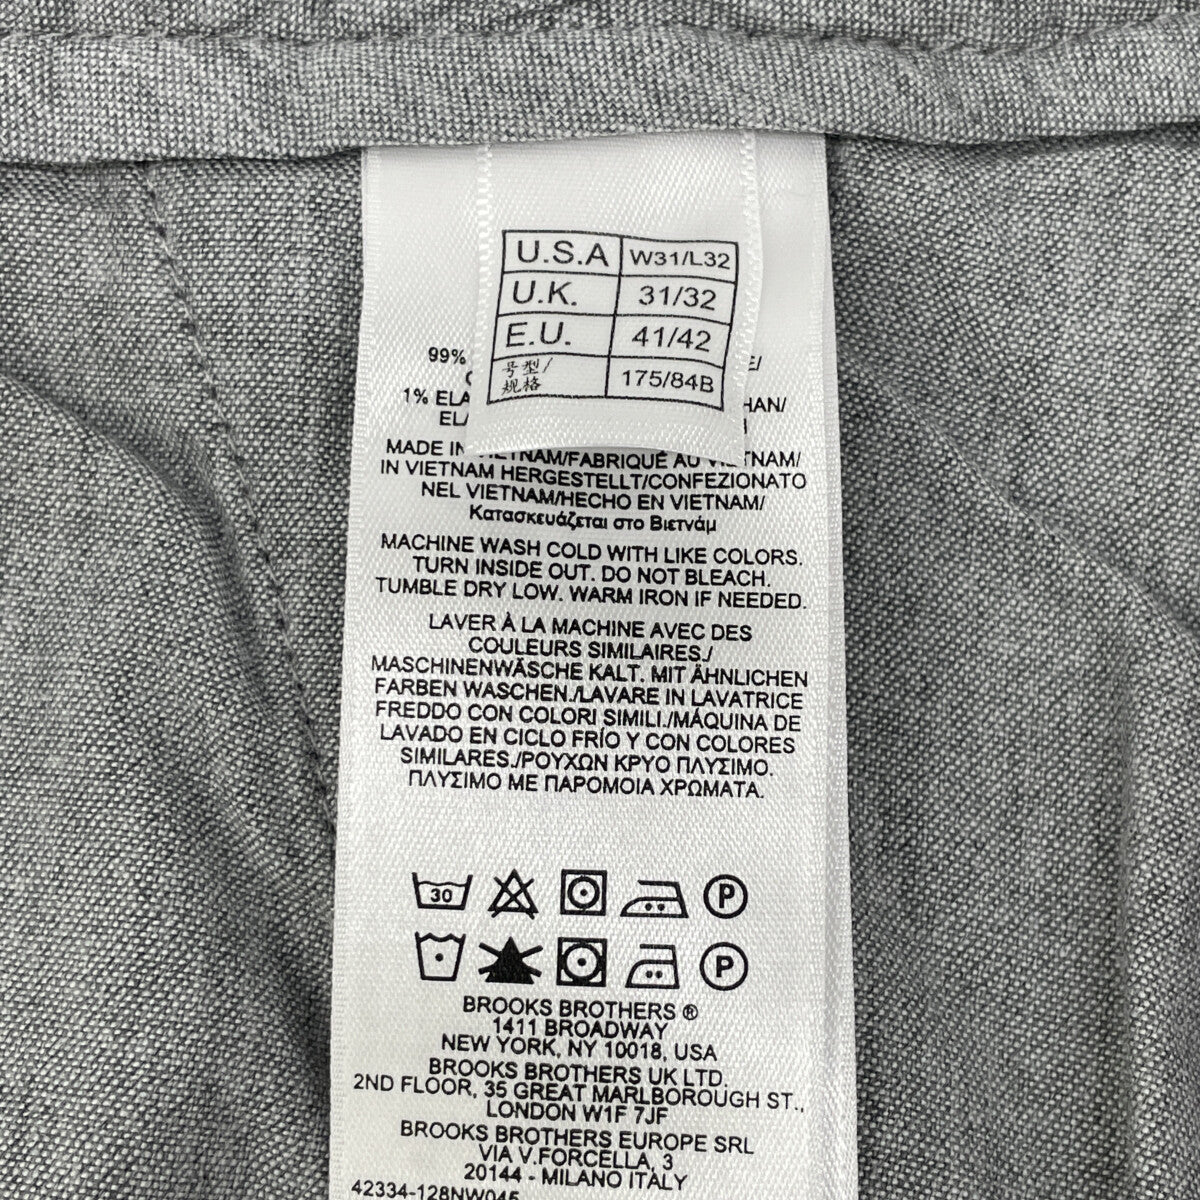 U.S.A W31/L32
U.K. 31/32
E.U. 41/42
号型/ 175/84B
规格
99%
1% ELA HAN/
MADE IN VIETNAM/FABRIQUÉ AU VIETNAM/
IN VIETNAM HERGESTELLT/CONFEZIONATO
NEL VIETNAM/HECHO EN VIETNAM/
Κατασκευάζεται στο Βιετνάμ
MACHINE WASH COLD WITH LIKE COLORS.
TURN INSIDE OUT. DO NOT BLEACH.
TUMBLE DRY LOW. WARM IRON IF NEEDED.
LAVER À LA MACHINE AVEC DES
COULEURS SIMILAIRES./
MASCHINENWÄSCHE KALT. MIT ÄHNLICHEN
FARBEN WASCHEN./LAVARE IN LAVATRICE
FREDDO CON COLORI SIMILI./MÁQUINA DE
LAVADO EN CICLO FRÍO Y CON COLORES
SIMILARES./ΡΟΥΧΩΝ ΚΡΥΟ ΠΛΥΣΙΜΟ.
ΠΛΥΣΙΜΟ ΜΕ ΠΑΡΟΜΟΙΑ ΧΡΩΜΑΤΑ.
30 P
P
BROOKS BROTHERS ®
1411 BROADWAY
NEW YORK, NY 10018, USA
BROOKS BROTHERS UK LTD.
2ND FLOOR, 35 GREAT MARLBOROUGH ST.,
LONDON W1F 7JF
BROOKS BROTHERS EUROPE SRL
VIA V.FORCELLA, 3
20144 - MILANO ITALY
42334-128NW045